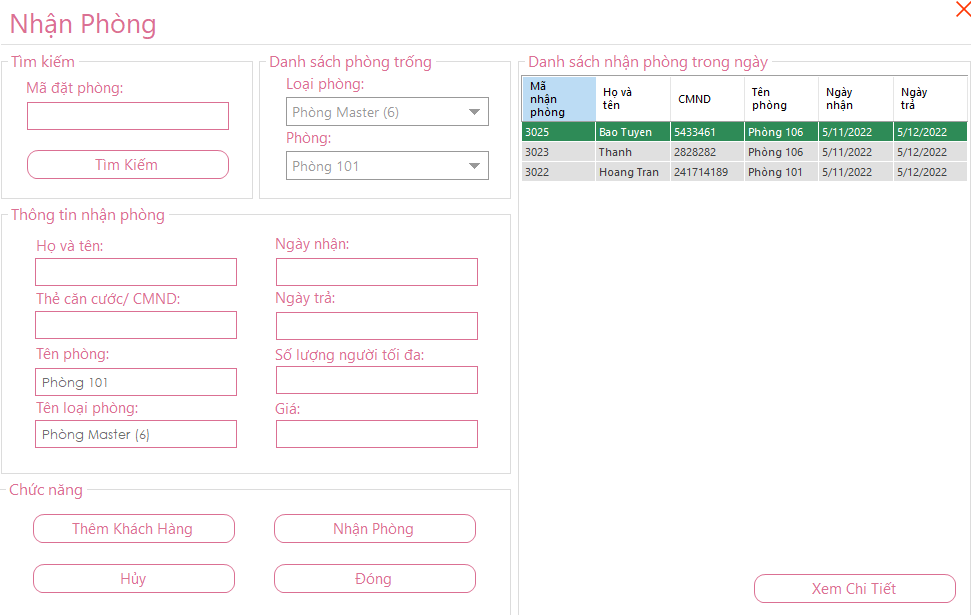 Nhận Phòng
Tìm kiếm
Mã đặt phòng:
Tìm Kiếm
Danh sách phòng trống
Loại phòng:
Phòng Master (6)
Phòng:
Phòng 101
Thông tin nhận phòng
Họ và tên:
Thẻ căn cước/ CMND:
Tên phòng:
Phòng 101
Tên loại phòng:
Phòng Master (6)
Ngày nhận:
Ngày trả:
Số lượng người tối đa:
Giá:
Chức năng
Thêm Khách Hàng
Nhận Phòng
Hủy
Đóng
Danh sách nhận phòng trong ngày
Mã nhận phòng Họ và tên CMND Tên phòng Ngày nhận Ngày trả
3025 Bao Tuyen 5433461 Phòng 106 5/11/2022 5/12/2022
3023 Thanh 2828282 Phòng 106 5/11/2022 5/12/2022
3022 Hoang Tran 241714189 Phòng 101 5/11/2022 5/12/2022
Xem Chi Tiết